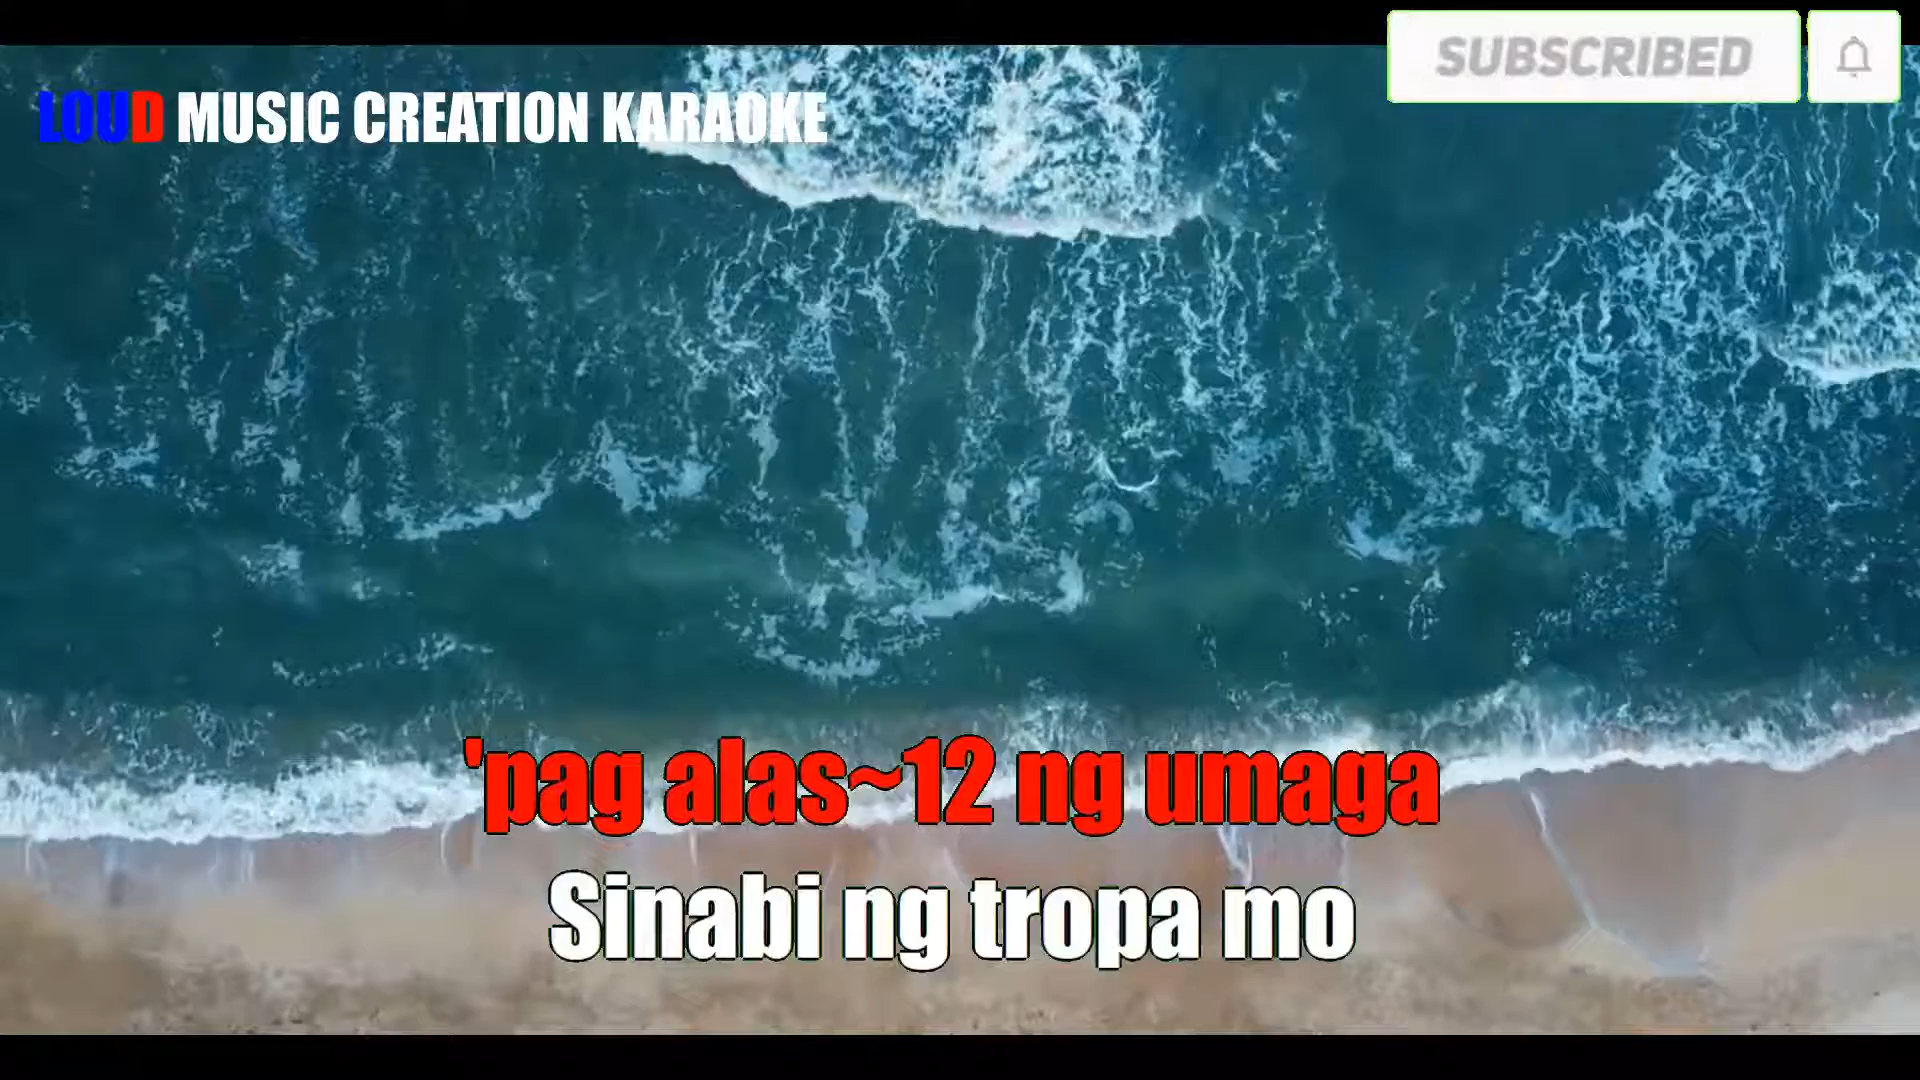 SUBSCRIBED
LOUD MUSIC CREATION KARAOKE
'pag alas~12 ng umaga
Sinabi ng tropa mo